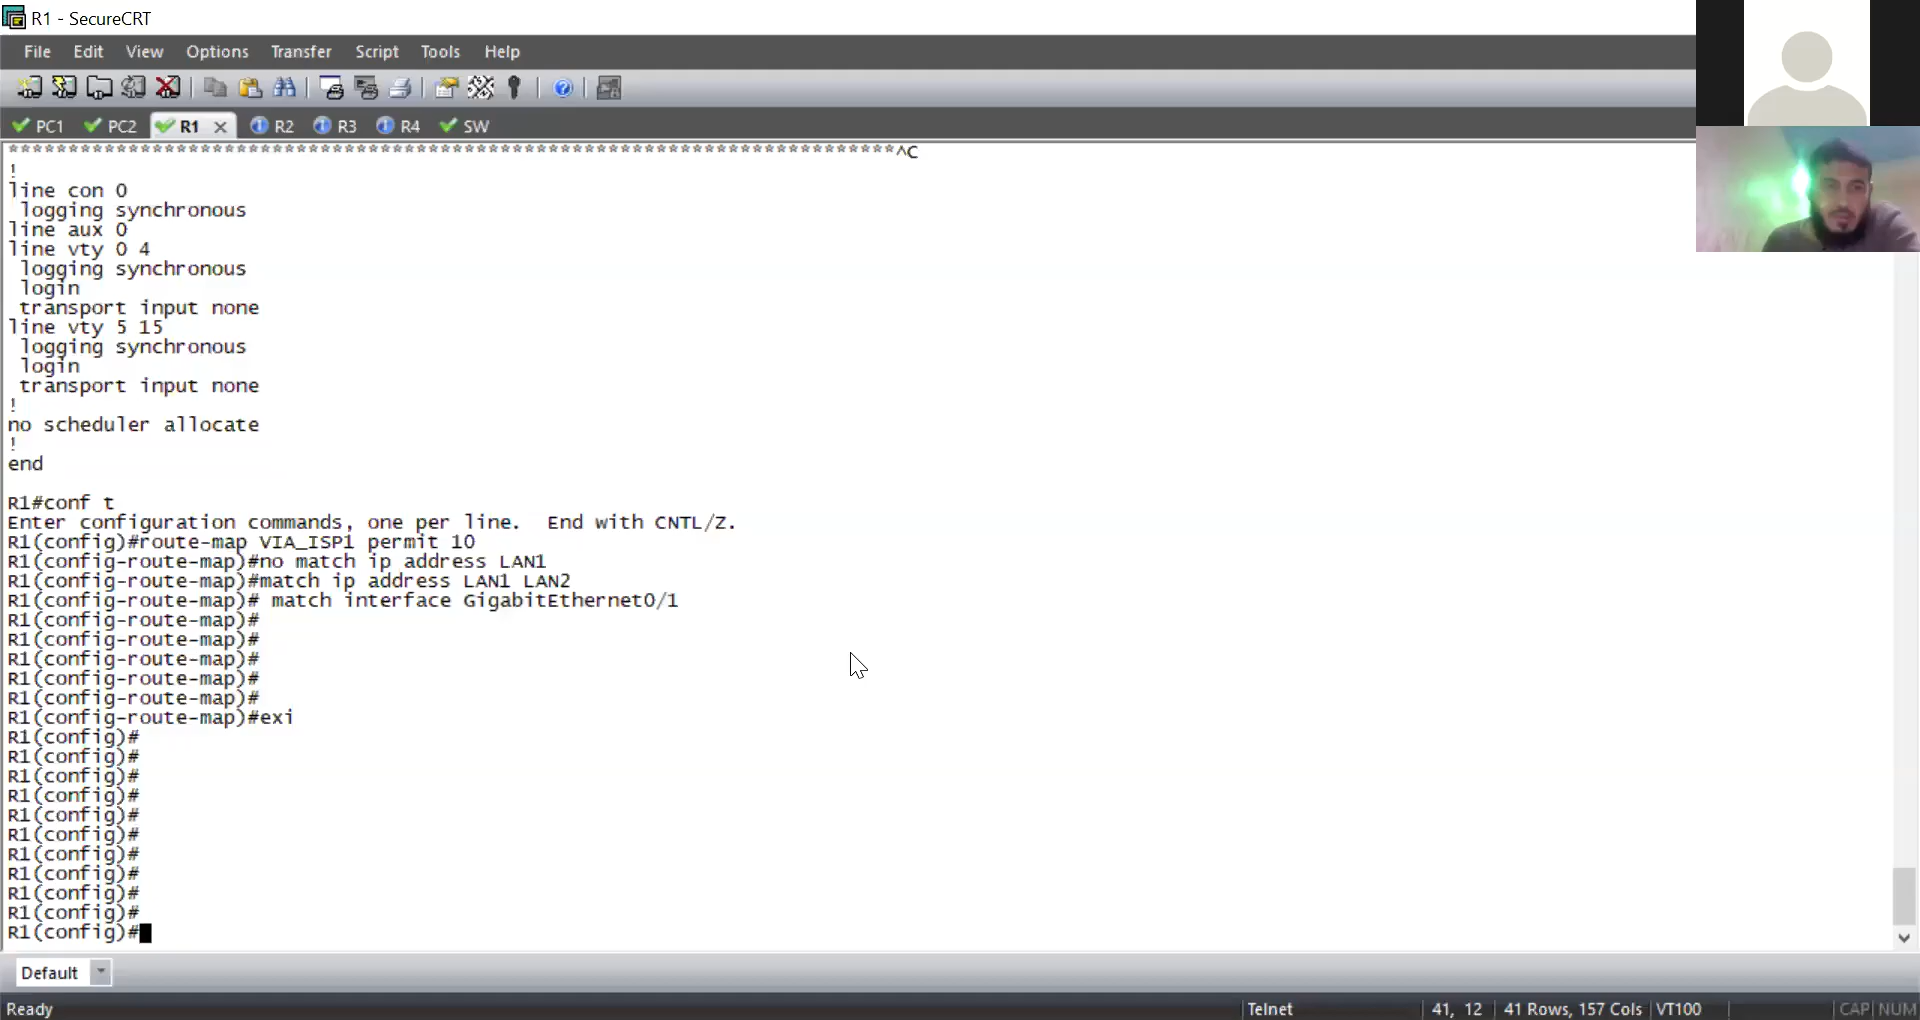 R1 - SecureCRT
File Edit View Options Transfer Script Tools Help
PC1 PC2 R1 R2 R3 R4 SW
**************************************************************************^C
!
line con 0
 logging synchronous
line aux 0
line vty 0 4
 logging synchronous
 login
 transport input none
line vty 5 15
 logging synchronous
 login
 transport input none
!
no scheduler allocate
!
end
R1#conf t
Enter configuration commands, one per line.  End with CNTL/Z.
R1(config)#route-map VIA_ISP1 permit 10
R1(config-route-map)#no match ip address LAN1
R1(config-route-map)#match ip address LAN1 LAN2
R1(config-route-map)# match interface GigabitEthernet0/1
R1(config-route-map)#
R1(config-route-map)#
R1(config-route-map)#
R1(config-route-map)#
R1(config-route-map)#
R1(config-route-map)#exi
R1(config)#
R1(config)#
R1(config)#
R1(config)#
R1(config)#
R1(config)#
R1(config)#
R1(config)#
R1(config)#
R1(config)#
R1(config)#
Default
Ready Telnet 41, 12 41 Rows, 157 Cols VT100 CAP NUM